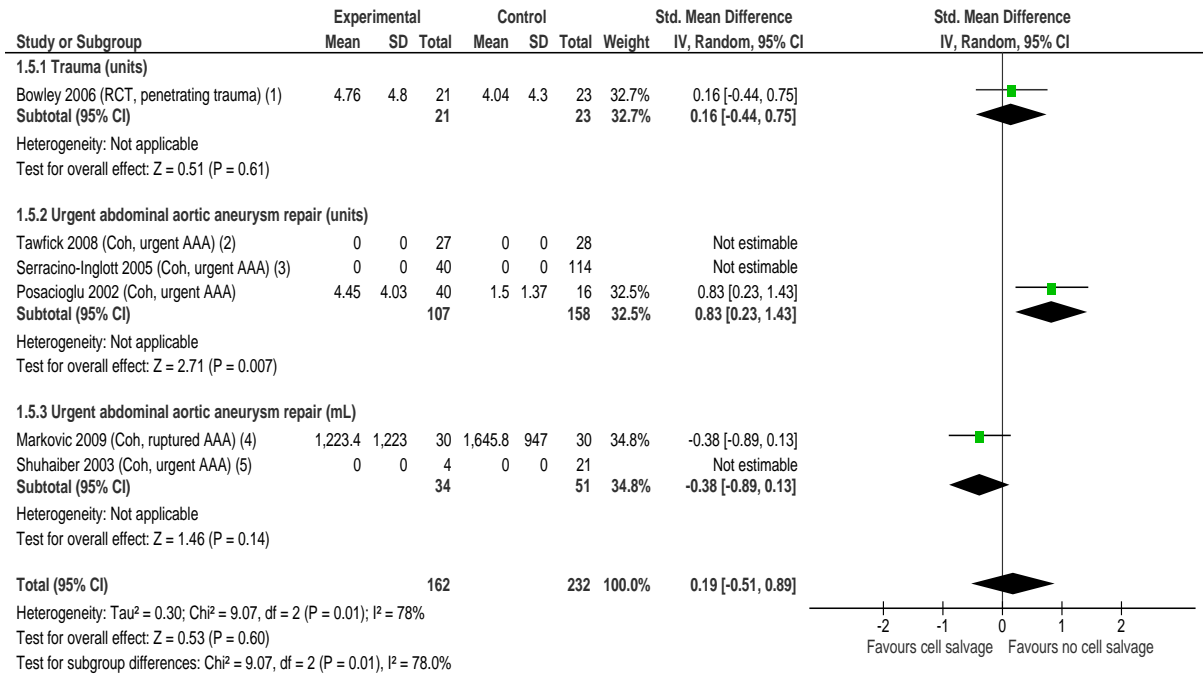 Experimental Control Std. Mean Difference Std. Mean Difference
Study or Subgroup Mean SD Total Mean SD Total Weight IV, Random, 95% CI IV, Random, 95% CI
1.5.1 Trauma (units)
Bowley 2006 (RCT, penetrating trauma) (1) 4.76 4.8 21 4.04 4.3 23 32.7% 0.16 [-0.44, 0.75]
Subtotal (95% CI) 21 23 32.7% 0.16 [-0.44, 0.75]
Heterogeneity: Not applicable
Test for overall effect: Z = 0.51 (P = 0.61)
1.5.2 Urgent abdominal aortic aneurysm repair (units)
Tawfick 2008 (Coh, urgent AAA) (2) 0 0 27 0 0 28 Not estimable
Serracino-Inglott 2005 (Coh, urgent AAA) (3) 0 0 40 0 0 114 Not estimable
Posacioglu 2002 (Coh, urgent AAA) 4.45 4.03 40 1.5 1.37 16 32.5% 0.83 [0.23, 1.43]
Subtotal (95% CI) 107 158 32.5% 0.83 [0.23, 1.43]
Heterogeneity: Not applicable
Test for overall effect: Z = 2.71 (P = 0.007)
1.5.3 Urgent abdominal aortic aneurysm repair (mL)
Markovic 2009 (Coh, ruptured AAA) (4) 1,223.4 1,223 30 1,645.8 947 30 34.8% -0.38 [-0.89, 0.13]
Shuhaiber 2003 (Coh, urgent AAA) (5) 0 0 4 0 0 21 Not estimable
Subtotal (95% CI) 34 51 34.8% -0.38 [-0.89, 0.13]
Heterogeneity: Not applicable
Test for overall effect: Z = 1.46 (P = 0.14)
Total (95% CI) 162 232 100.0% 0.19 [-0.51, 0.89]
Heterogeneity: Tau² = 0.30; Chi² = 9.07, df = 2 (P = 0.01); I² = 78%
Test for overall effect: Z = 0.53 (P = 0.60)
Test for subgroup differences: Chi² = 9.07, df = 2 (P = 0.01), I² = 78.0%
-2 -1 0 1 2
Favours cell salvage Favours no cell salvage